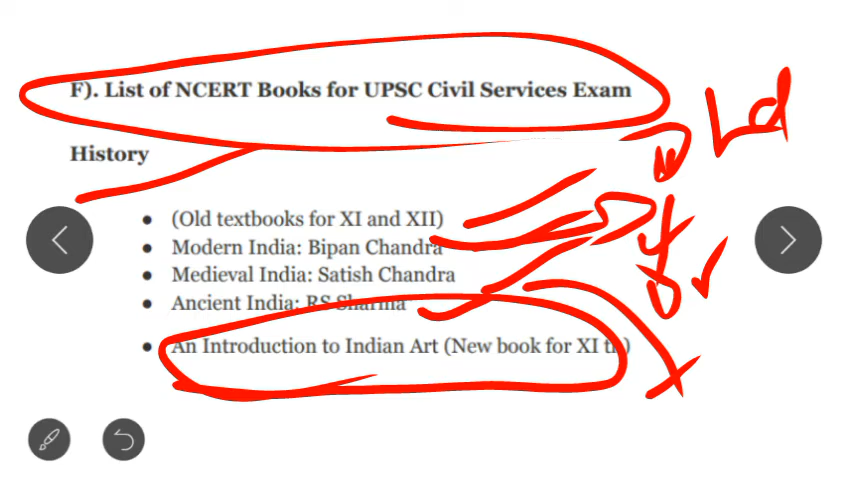 F). List of NCERT Books for UPSC Civil Services Exam
History
(Old textbooks for XI and XII)
Modern India: Bipan Chandra
Medieval India: Satish Chandra
Ancient India: RS Sharma
An Introduction to Indian Art (New book for XI th)